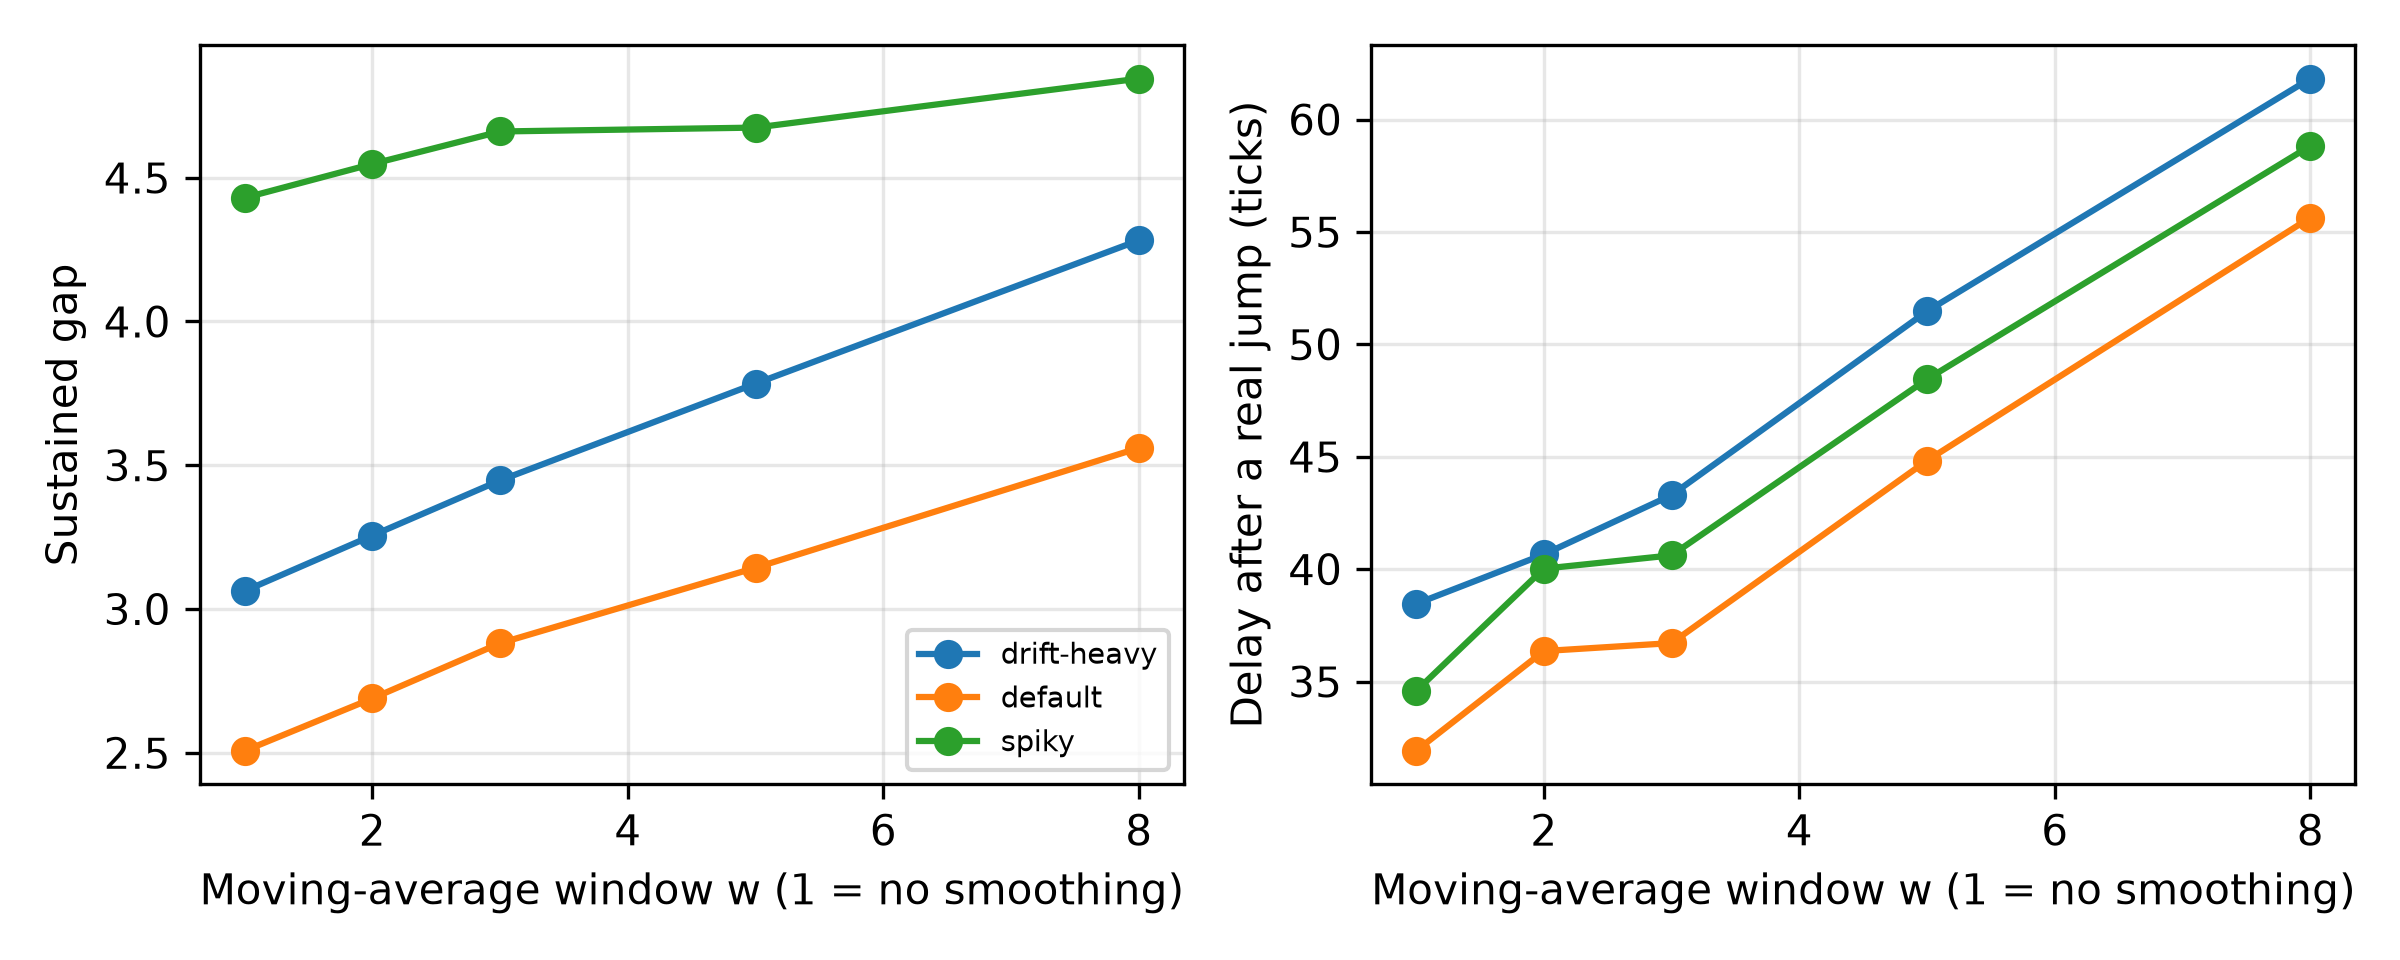 Sustained gap
4.5
4.0
3.5
3.0
2.5
2
4
6
8
Moving-average window w (1 = no smoothing)
drift-heavy
default
spiky
Delay after a real jump (ticks)
60
55
50
45
40
35
2
4
6
8
Moving-average window w (1 = no smoothing)